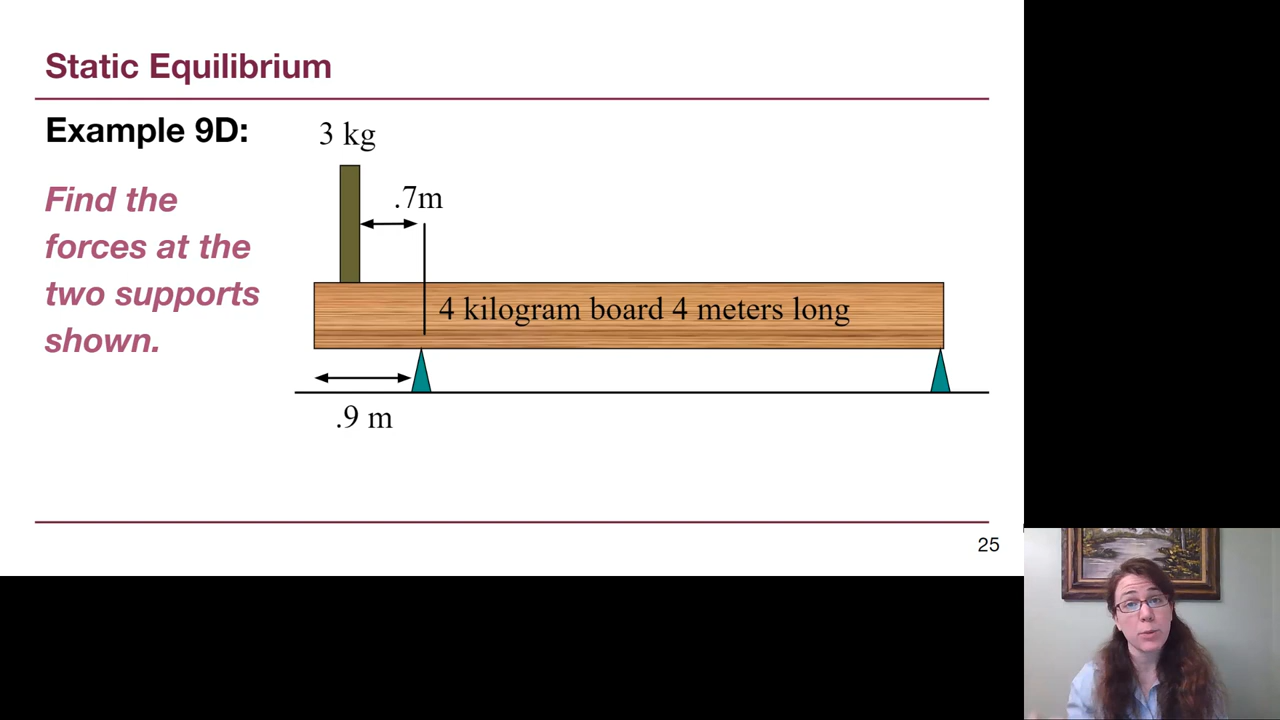 Static Equilibrium
Example 9D:
3 kg
Find the
forces at the
two supports
shown.
.7m
4 kilogram board 4 meters long
.9 m
25